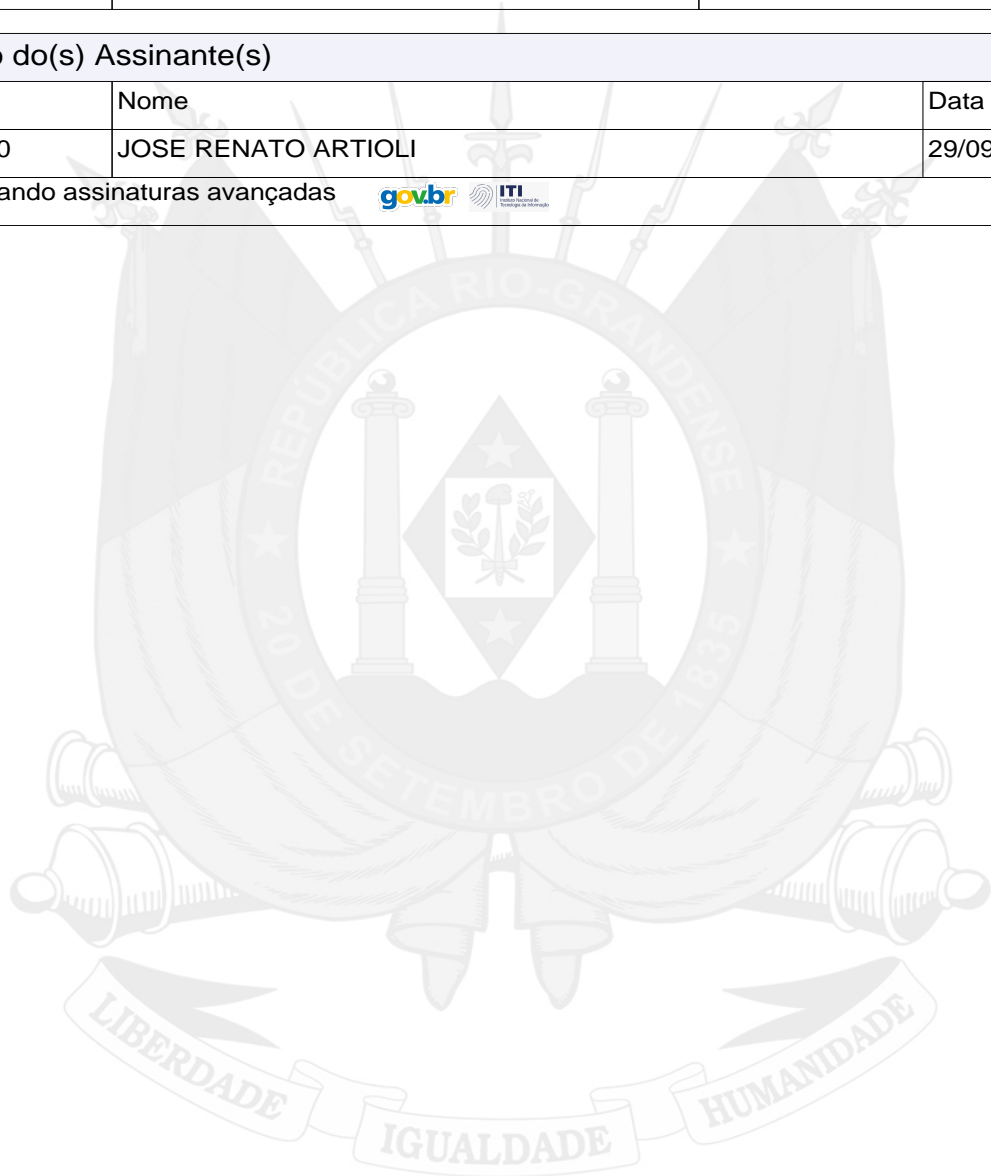 o do(s) Assinante(s)
Nome Data
0 JOSE RENATO ARTIOLI 29/09
ando assinaturas avançadas gov.br ITI
REPÚBLICA RIO-GRANDENSE
20 DE SETEMBRO DE 1835
LIBERDADE IGUALDADE HUMANIDADE